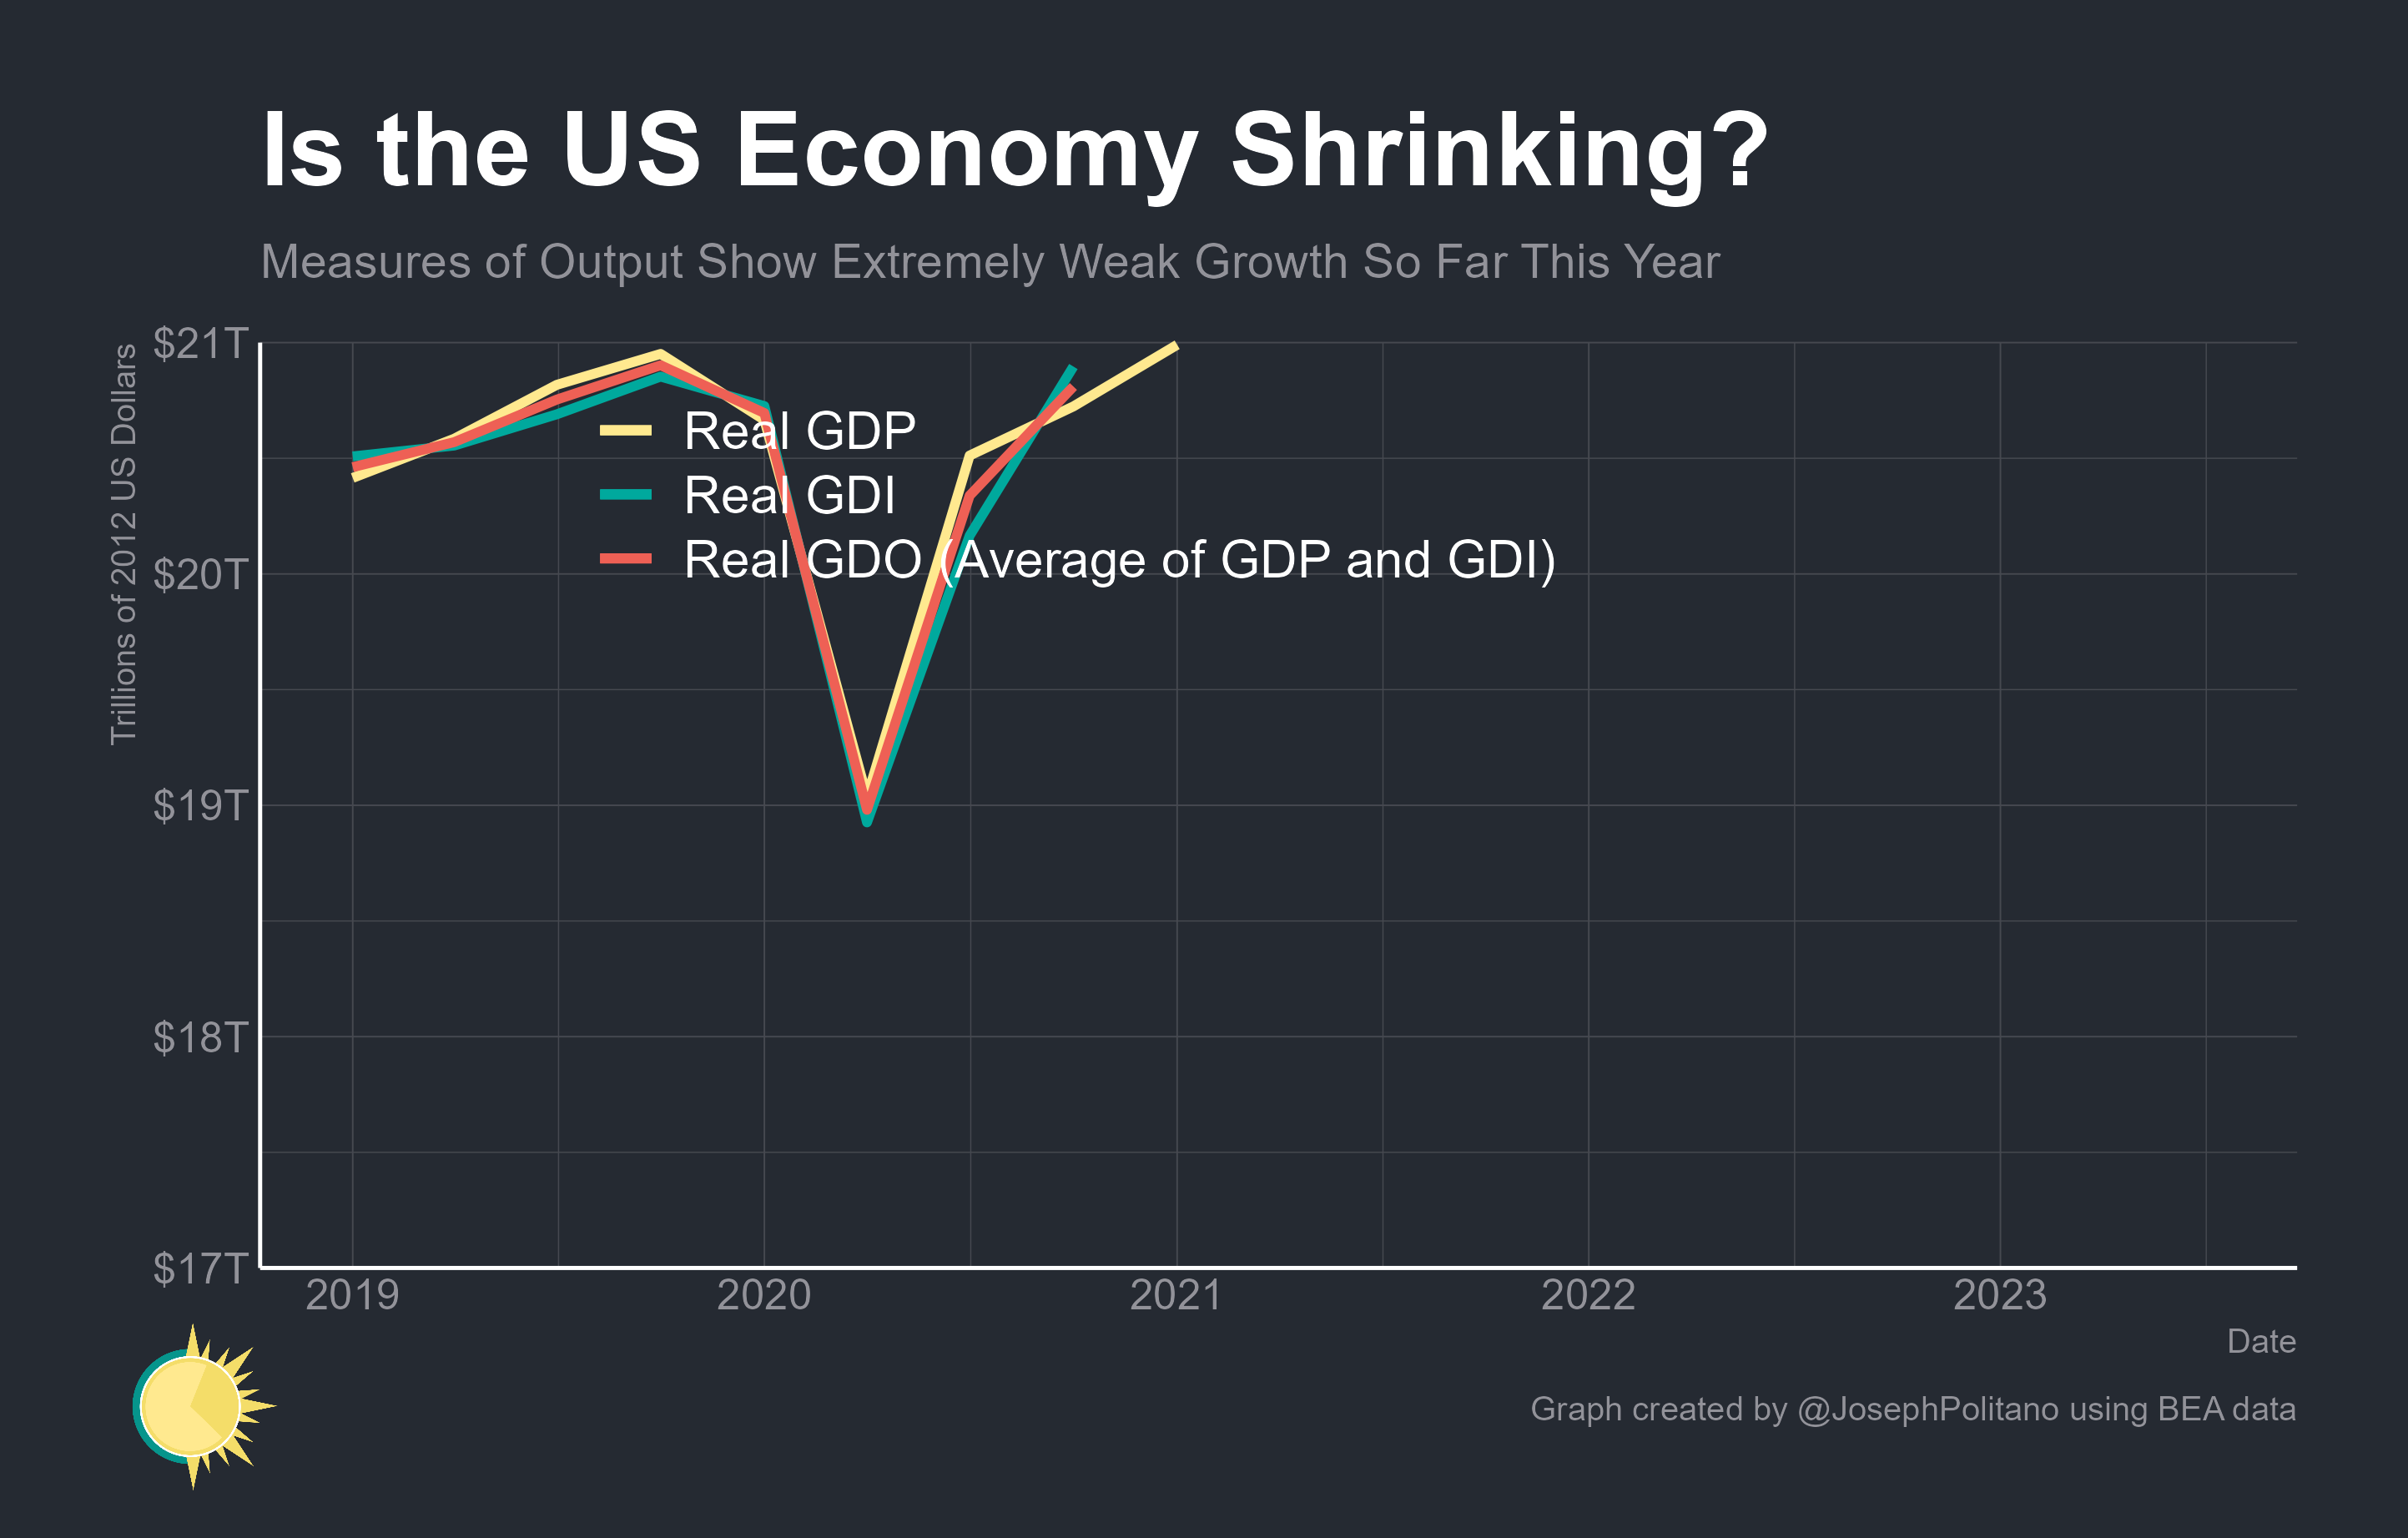 Is the US Economy Shrinking?
Measures of Output Show Extremely Weak Growth So Far This Year
Trillions of 2012 US Dollars
$21T
$20T
$19T
$18T
$17T
Real GDP
Real GDI
Real GDO (Average of GDP and GDI)
2019
2020
2021
2022
2023
Date
Graph created by @JosephPolitano using BEA data